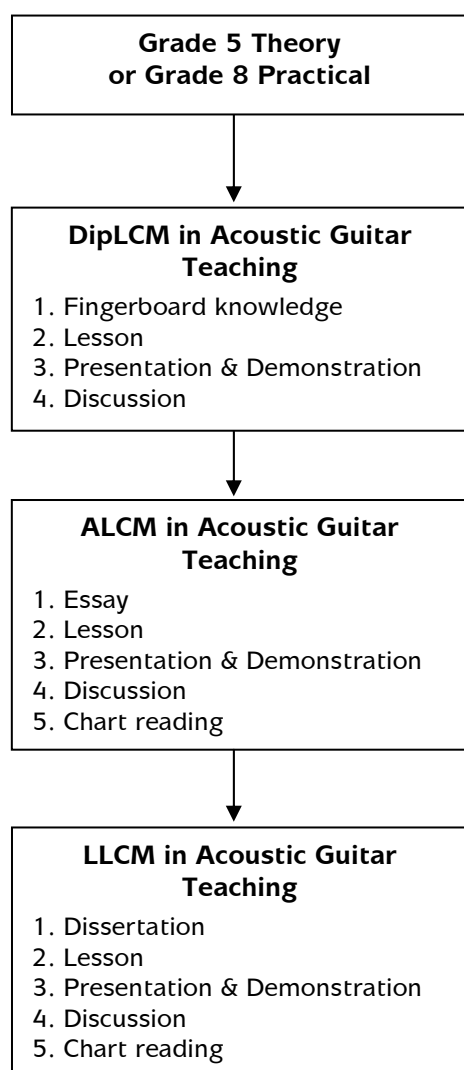 Grade 5 Theory
or Grade 8 Practical
DipLCM in Acoustic Guitar
Teaching
1. Fingerboard knowledge
2. Lesson
3. Presentation & Demonstration
4. Discussion
ALCM in Acoustic Guitar
Teaching
1. Essay
2. Lesson
3. Presentation & Demonstration
4. Discussion
5. Chart reading
LLCM in Acoustic Guitar
Teaching
1. Dissertation
2. Lesson
3. Presentation & Demonstration
4. Discussion
5. Chart reading